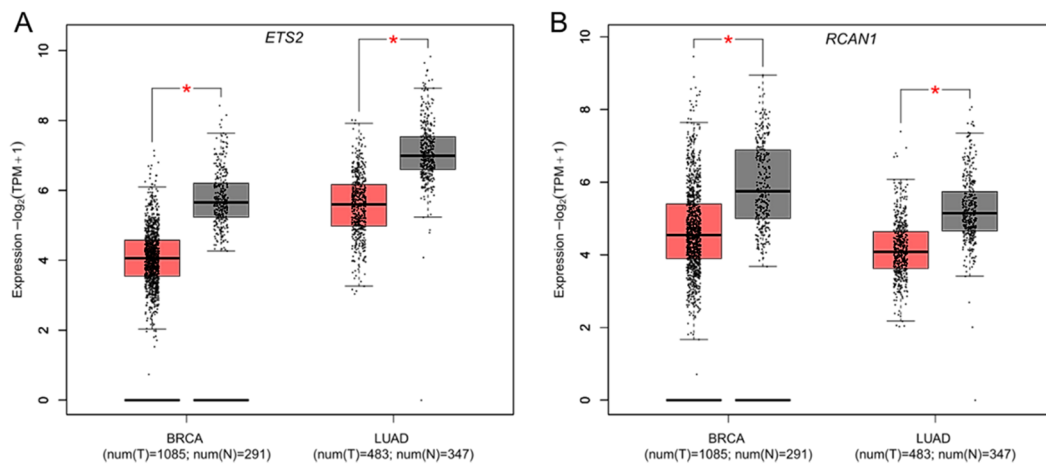 A
ETS2
Expression –log₂(TPM+1)
10
8
6
4
2
0
*
*
BRCA
(num(T)=1085; num(N)=291)
LUAD
(num(T)=483; num(N)=347)
B
RCAN1
Expression –log₂(TPM+1)
10
8
6
4
2
0
*
*
BRCA
(num(T)=1085; num(N)=291)
LUAD
(num(T)=483; num(N)=347)